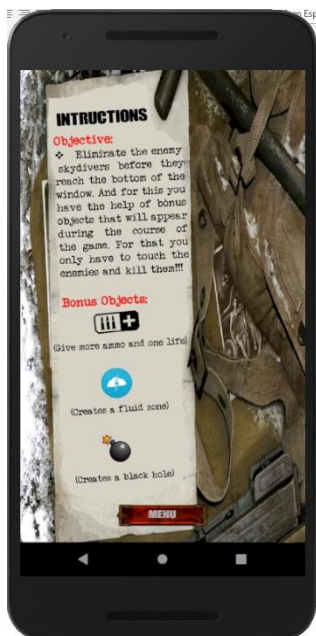 INTRUCTIONS
Objective:
❖ Eliminate the enemy
skydivers before they
reach the bottom of the
window. And for this you
have the help of bónus
objects that will appear
during the course of
the game. For that you
only have to touch the
enemies and kill them!!!
Bonus Objects:
(Give more ammo and one life)
(Creates a fluid zone)
(Creates a black hole)
MENU